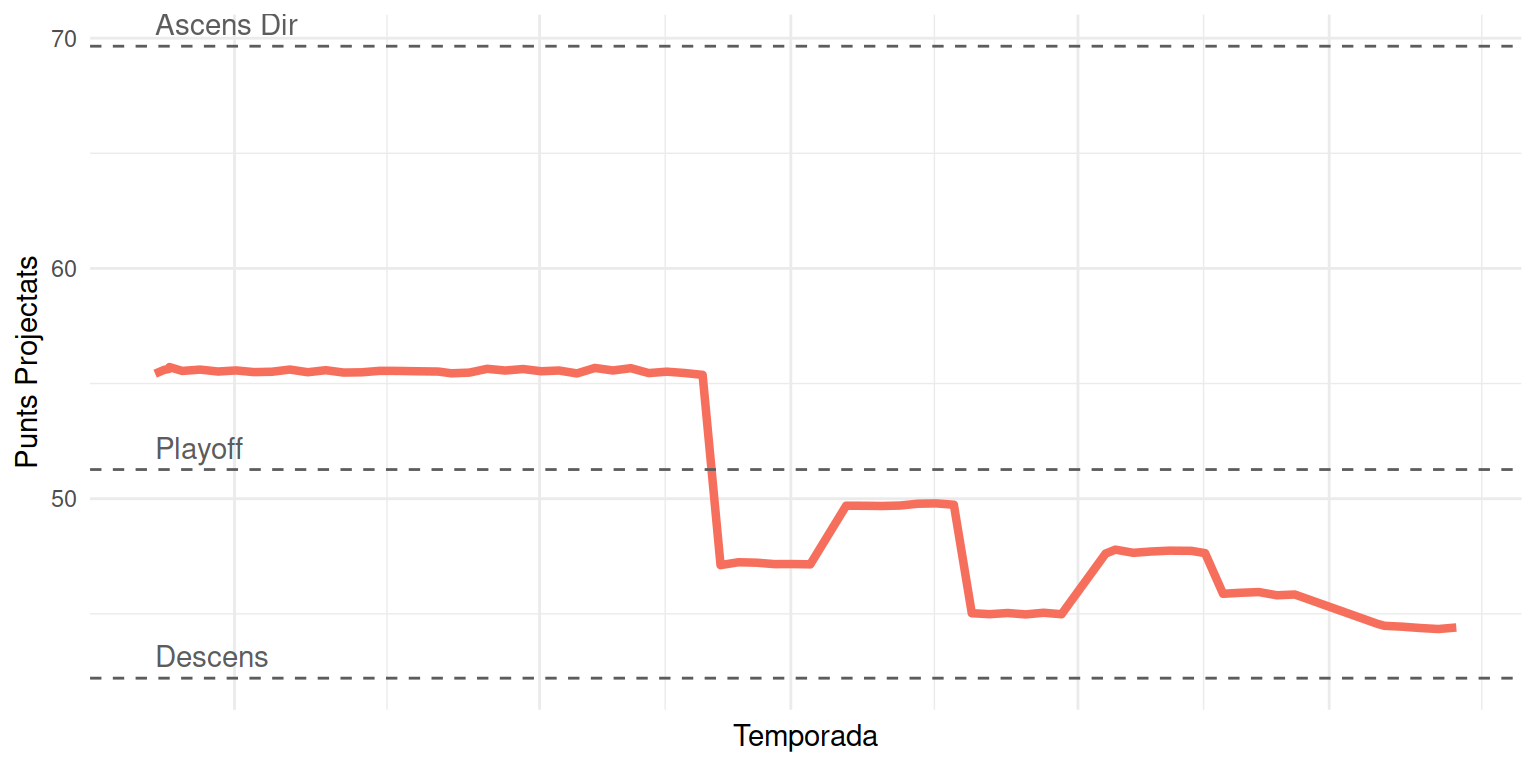 Ascens Dir
70
60
Playoff
50
Descens
Punts Projectats
Temporada